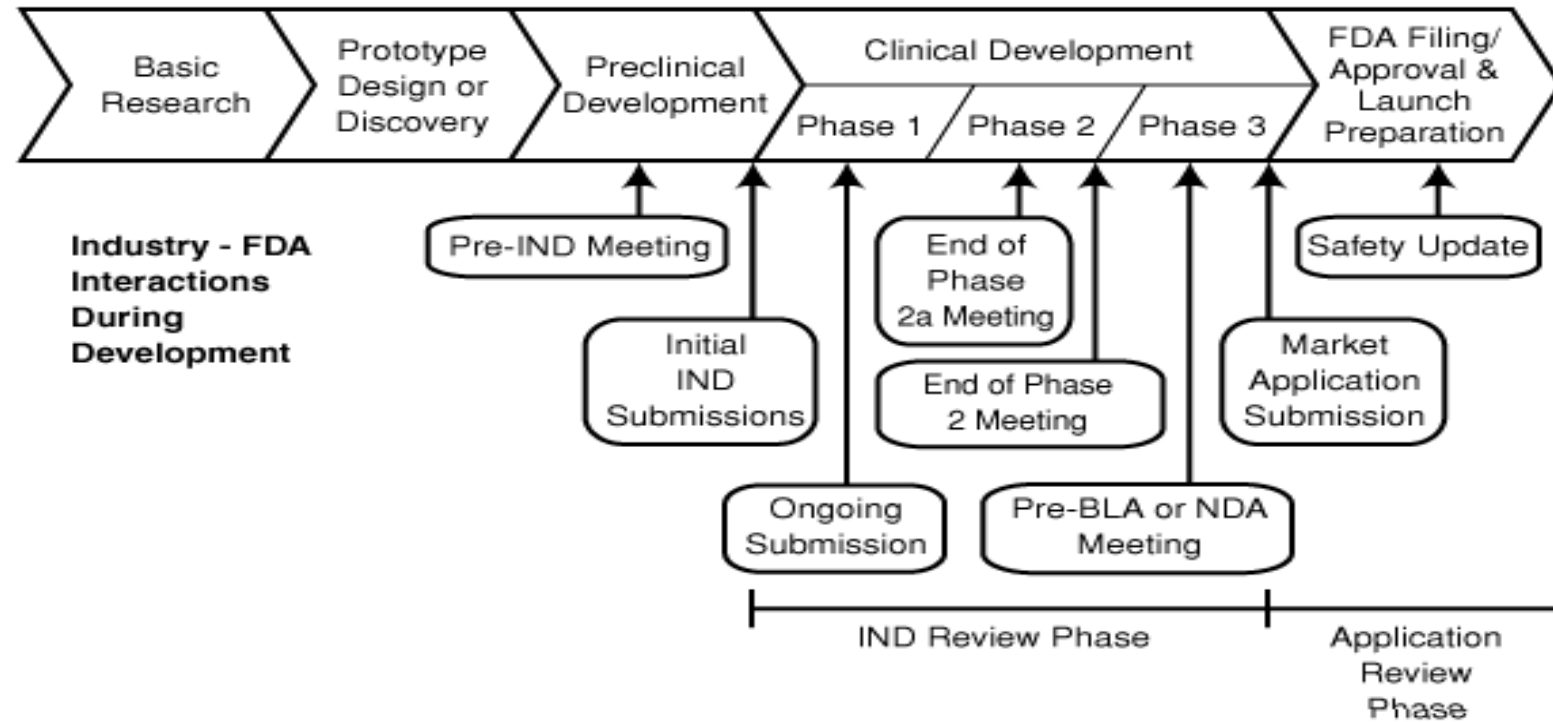 Basic
Research
Prototype
Design or
Discovery
Preclinical
Development
Clinical Development
Phase 1
Phase 2
Phase 3
FDA Filing/
Approval &
Launch
Preparation
Industry - FDA
Interactions
During
Development
Pre-IND Meeting
Initial
IND
Submissions
Ongoing
Submission
End of
Phase
2a Meeting
End of Phase
2 Meeting
Pre-BLA or NDA
Meeting
Market
Application
Submission
Safety Update
IND Review Phase
Application
Review
Phase